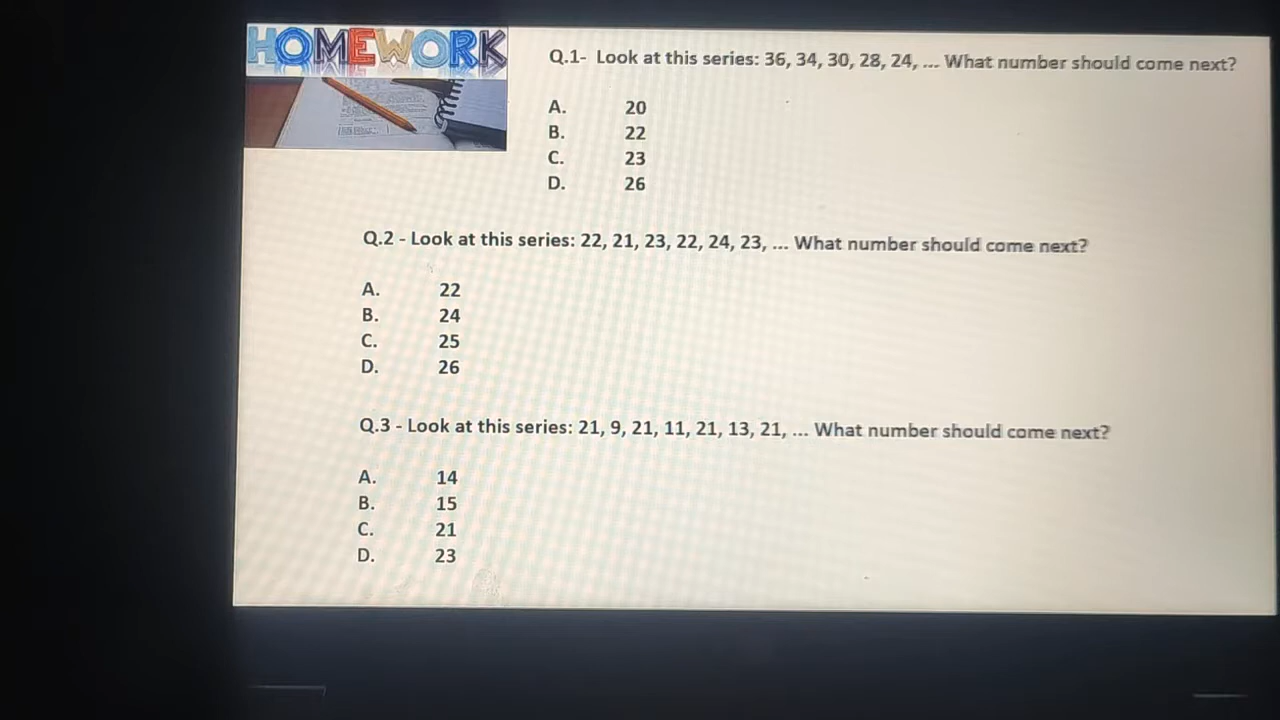 HOMEWORK
Q.1- Look at this series: 36, 34, 30, 28, 24, ... What number should come next?
A. 20
B. 22
C. 23
D. 26
Q.2 - Look at this series: 22, 21, 23, 22, 24, 23, ... What number should come next?
A. 22
B. 24
C. 25
D. 26
Q.3 - Look at this series: 21, 9, 21, 11, 21, 13, 21, ... What number should come next?
A. 14
B. 15
C. 21
D. 23